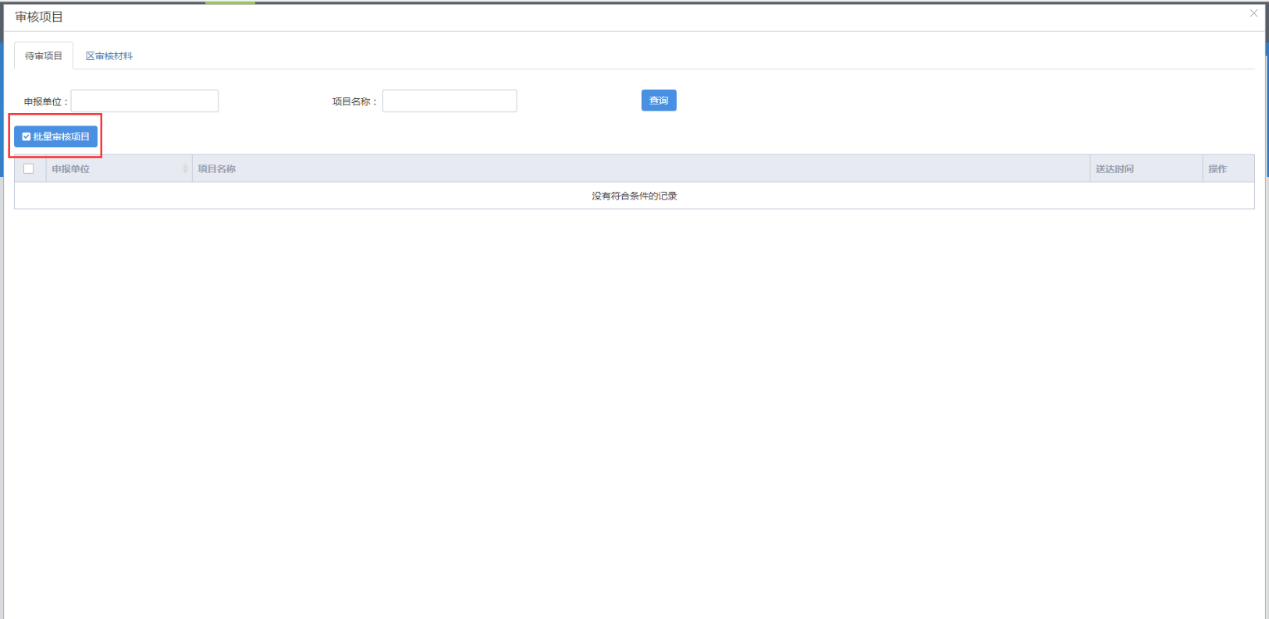 审核项目
待审项目 区审核材料
申报单位： 项目名称： 查询
批量审核项目
申报单位 项目名称 送达时间 操作
没有符合条件的记录